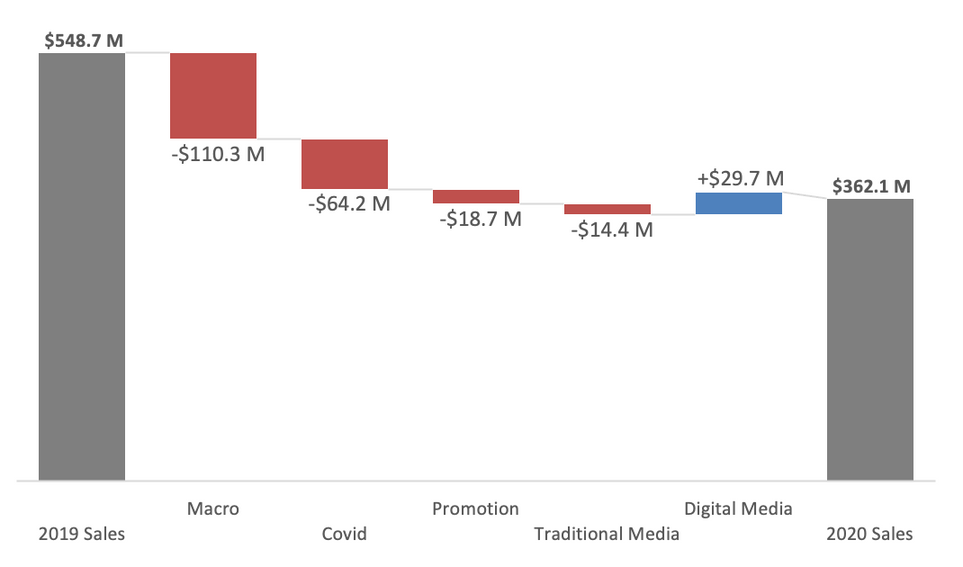 $548.7 M
-$110.3 M
-$64.2 M
-$18.7 M
-$14.4 M
+$29.7 M
$362.1 M
2019 Sales
Macro
Covid
Promotion
Traditional Media
Digital Media
2020 Sales